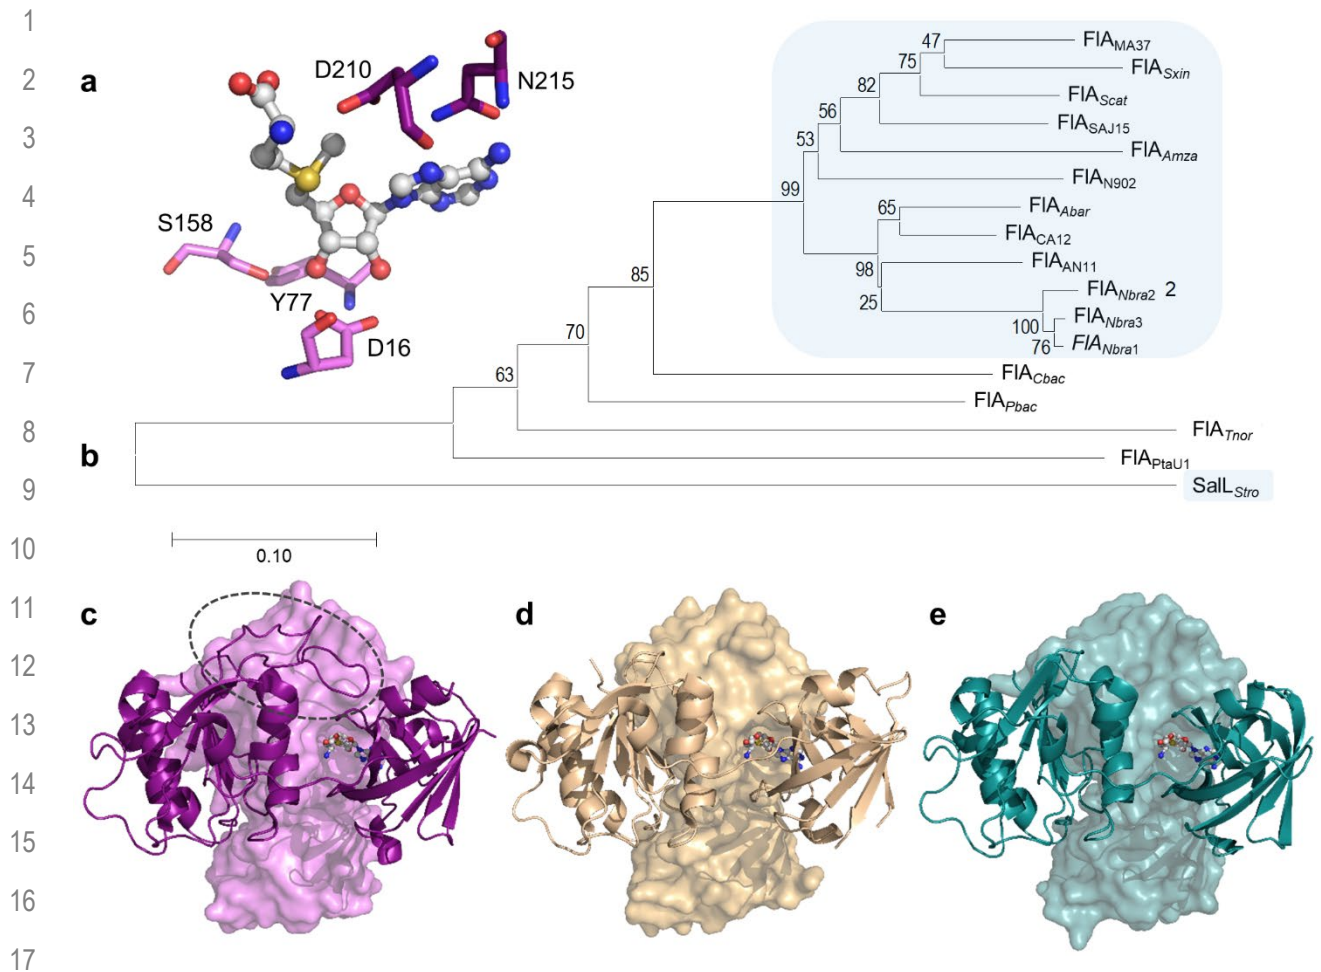 1
2
3
4
5
6
7
8
9
10
11
12
13
14
15
16
17
a
D210
N215
S158
Y77
D16
b
47
75
82
56
53
99
65
98
25
100
76
85
70
63
FlA_MA37
FlA_Sxin
FlA_Scat
FlA_SAJ15
FlA_Amza
FlA_N902
FlA_Abar
FlA_CA12
FlA_AN11
FlA_Nbra2 2
FlA_Nbra3
FlA_Nbra1
FlA_Cbac
FlA_Pbac
FlA_Tnor
FlA_PtaU1
SalL_Stro
0.10
c
d
e